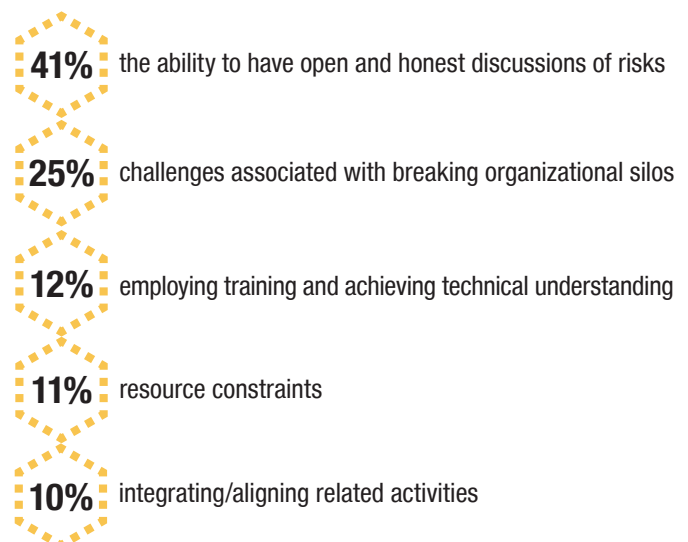 41% the ability to have open and honest discussions of risks
25% challenges associated with breaking organizational silos
12% employing training and achieving technical understanding
11% resource constraints
10% integrating/aligning related activities